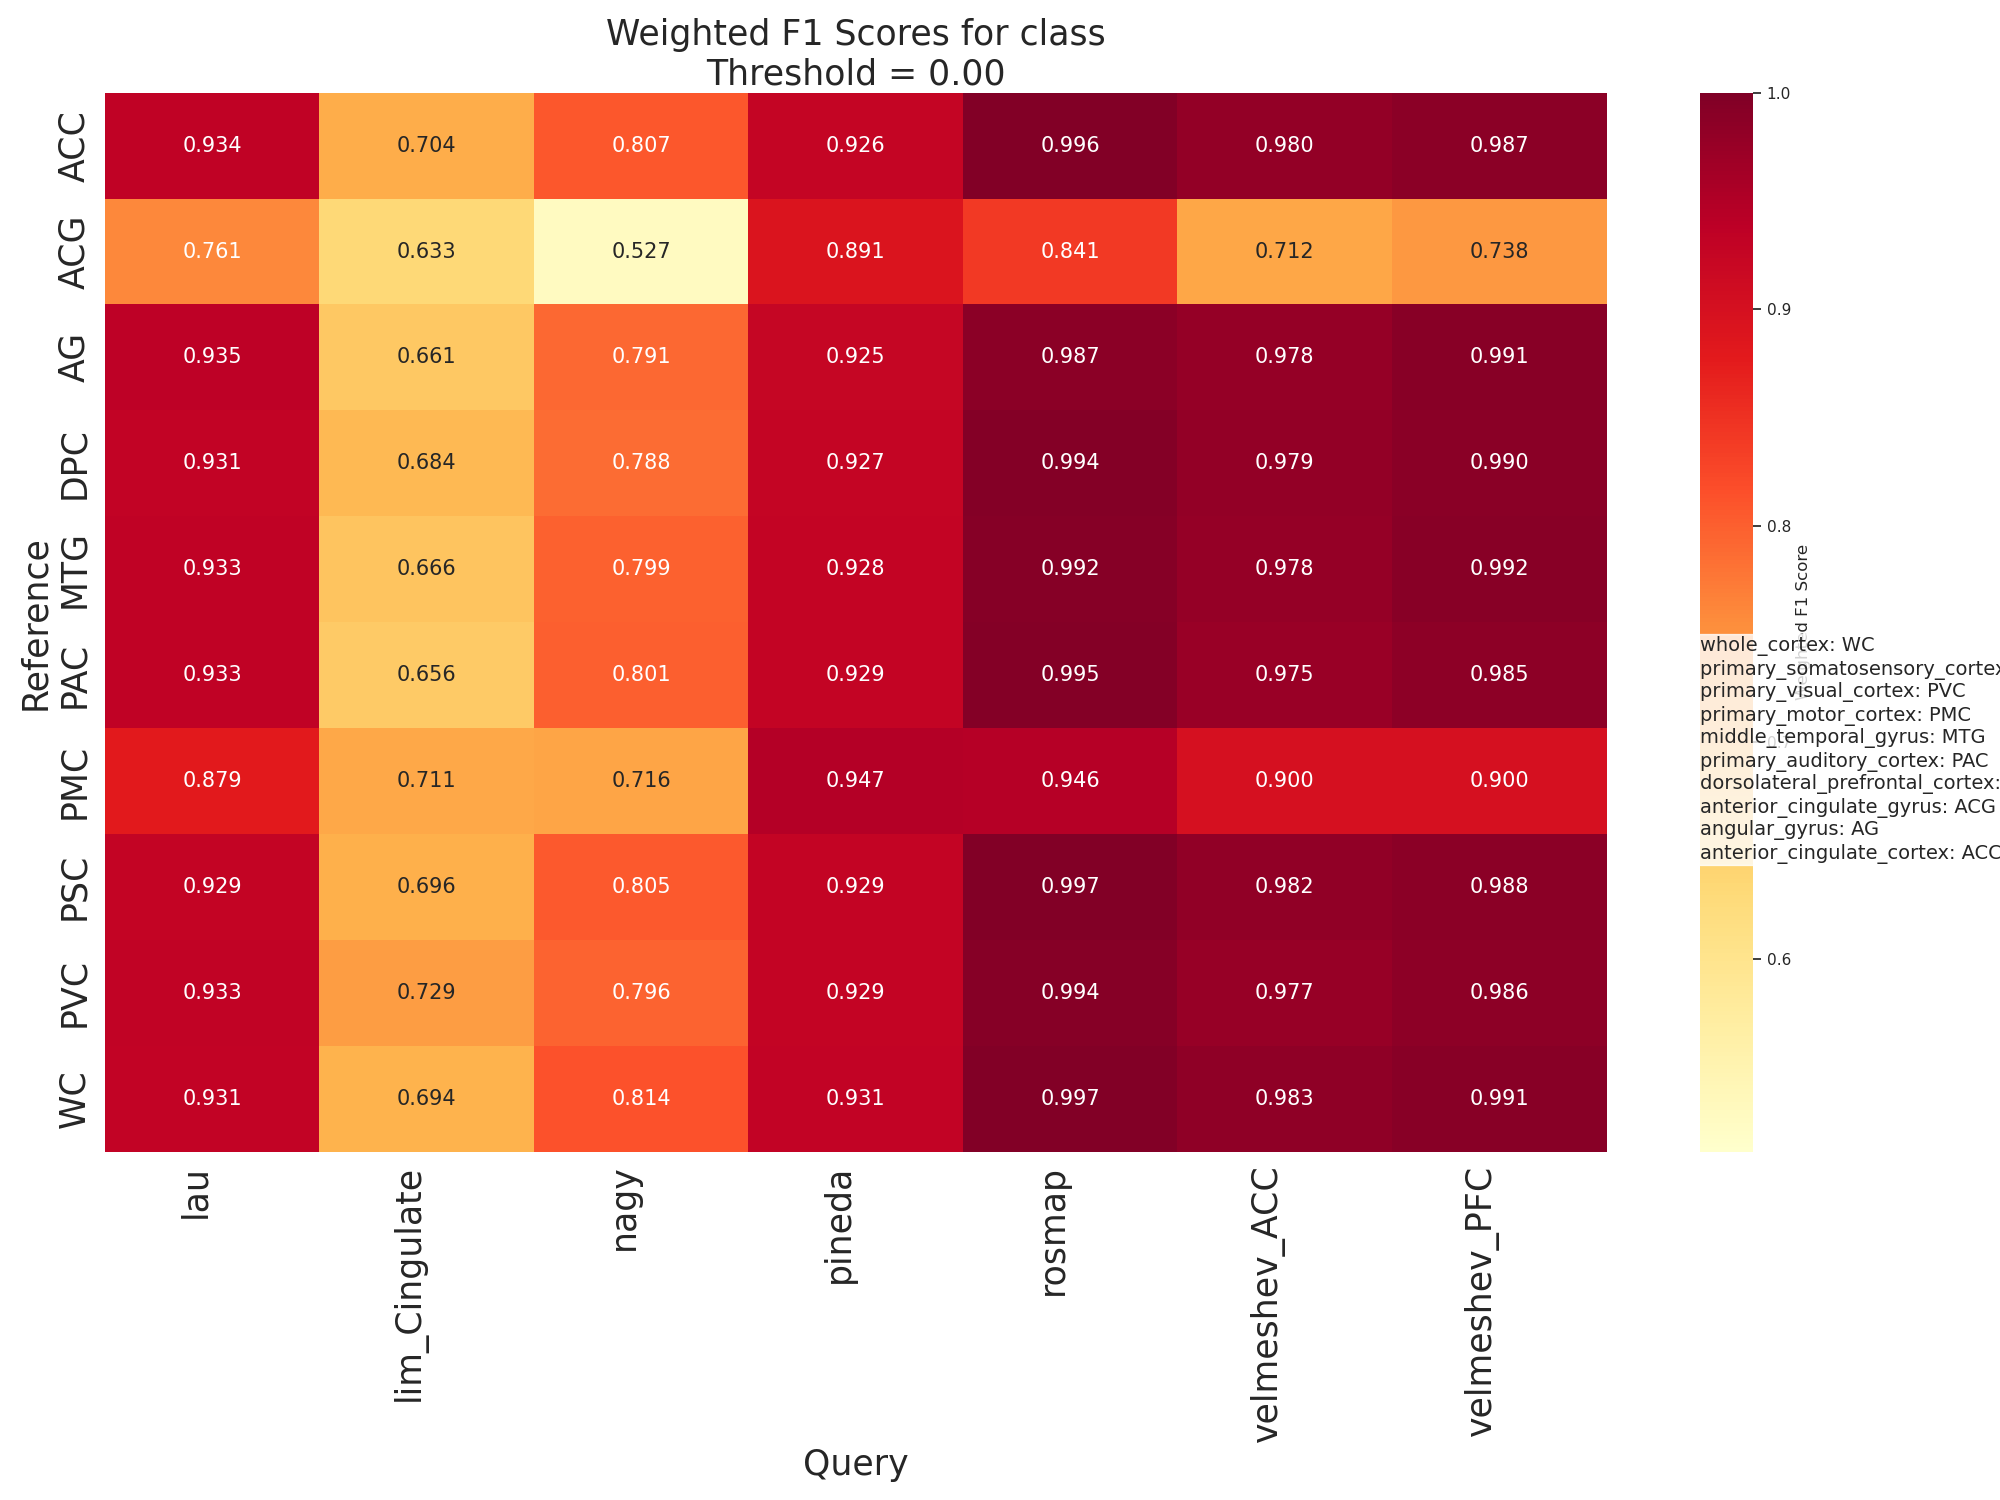 Weighted F1 Scores for class
Threshold = 0.00
Reference
ACC 0.934 0.704 0.807 0.926 0.996 0.980 0.987
ACG 0.761 0.633 0.527 0.891 0.841 0.712 0.738
AG 0.935 0.661 0.791 0.925 0.987 0.978 0.991
DPC 0.931 0.684 0.788 0.927 0.994 0.979 0.990
MTG 0.933 0.666 0.799 0.928 0.992 0.978 0.992
PAC 0.933 0.656 0.801 0.929 0.995 0.975 0.985
PMC 0.879 0.711 0.716 0.947 0.946 0.900 0.900
PSC 0.929 0.696 0.805 0.929 0.997 0.982 0.988
PVC 0.933 0.729 0.796 0.929 0.994 0.977 0.986
WC 0.931 0.694 0.814 0.931 0.997 0.983 0.991
lau lim_Cingulate nagy pineda rosmap velmeshev_ACC velmeshev_PFC
Query
1.0
0.9
0.8
0.7
0.6
Weighted F1 Score
whole_cortex: WC
primary_somatosensory_cortex
primary_visual_cortex: PVC
primary_motor_cortex: PMC
middle_temporal_gyrus: MTG
primary_auditory_cortex: PAC
dorsolateral_prefrontal_cortex:
anterior_cingulate_gyrus: ACG
angular_gyrus: AG
anterior_cingulate_cortex: ACC